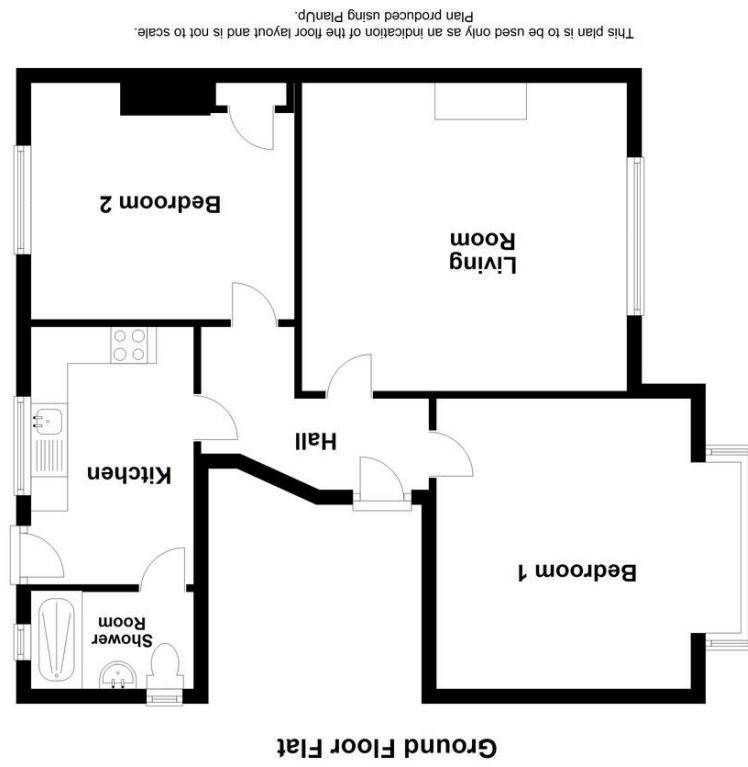 Ground Floor Flat
Shower
Room
Kitchen
Bedroom 1
Hall
Living
Room
Bedroom 2
This plan is to be used only as an indication of the floor layout and is not to scale.
Plan produced using PlanUp.